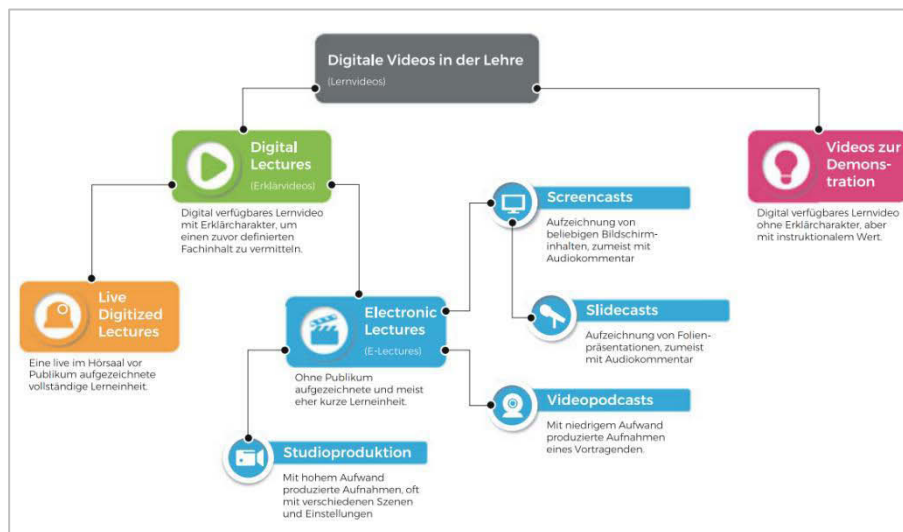 Digitale Videos in der Lehre
(Lernvideos)
Digital
Lectures
(Erklärvideos)
Digital verfügbares Lernvideo
mit Erklärcharakter, um
einen zuvor definierten
Fachinhalt zu vermitteln.
Videos zur
Demons-
tration
Digital verfügbares Lernvideo
ohne Erklärcharakter, aber
mit instruktionalem Wert.
Screencasts
Aufzeichnung von
beliebigen Bildschirm-
inhalten, zumeist mit
Audiokommentar
Live
Digitized
Lectures
Eine live im Hörsaal vor
Publikum aufgezeichnete
vollständige Lerneinheit.
Electronic
Lectures
(E-Lectures)
Ohne Publikum
aufgezeichnete und meist
eher kurze Lerneinheit.
Slidecasts
Aufzeichnung von Folien-
präsentationen, zumeist
mit Audiokommentar
Videopodcasts
Mit niedrigem Aufwand
produzierte Aufnahmen
eines Vortragenden.
Studioproduktion
Mit hohem Aufwand
produzierte Aufnahmen, oft
mit verschiedenen Szenen
und Einstellungen